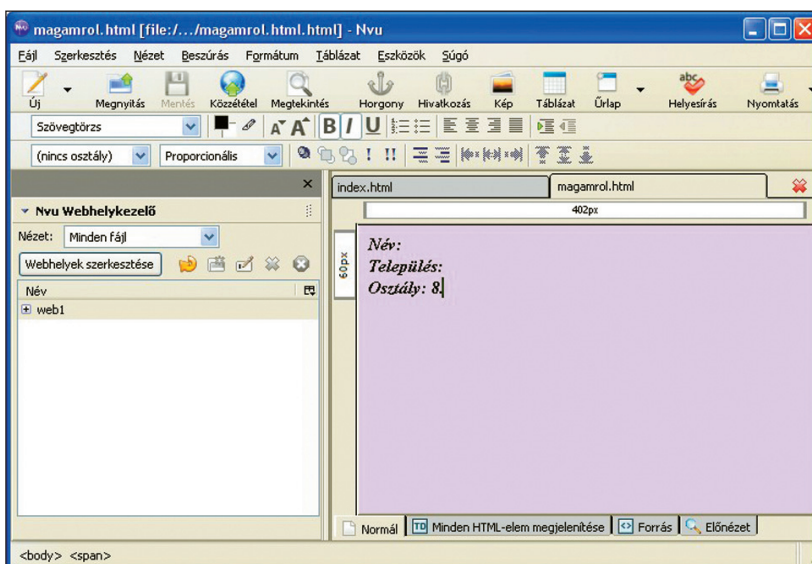 magamrol.html [file:/.../magamrol.html.html] - Nvu
Fájl Szerkesztés Nézet Beszúrás Formátum Táblázat Eszközök Súgó
Új Megnyitás Mentés Közzététel Megtekintés Horgony Hivatkozás Kép Táblázat Űrlap Helyesírás Nyomtatás
abc
Szövegtörzs A A B I U
(nincs osztály) Proporcionális ! !!
index.html magamrol.html
Nvu Webhelykezelő
402px
Nézet: Minden fájl
Webhelyek szerkesztése
60px
Név
web1
Név:
Település:
Osztály: 8.
Normál TD Minden HTML-elem megjelenítése Forrás Előnézet
<body> <span>